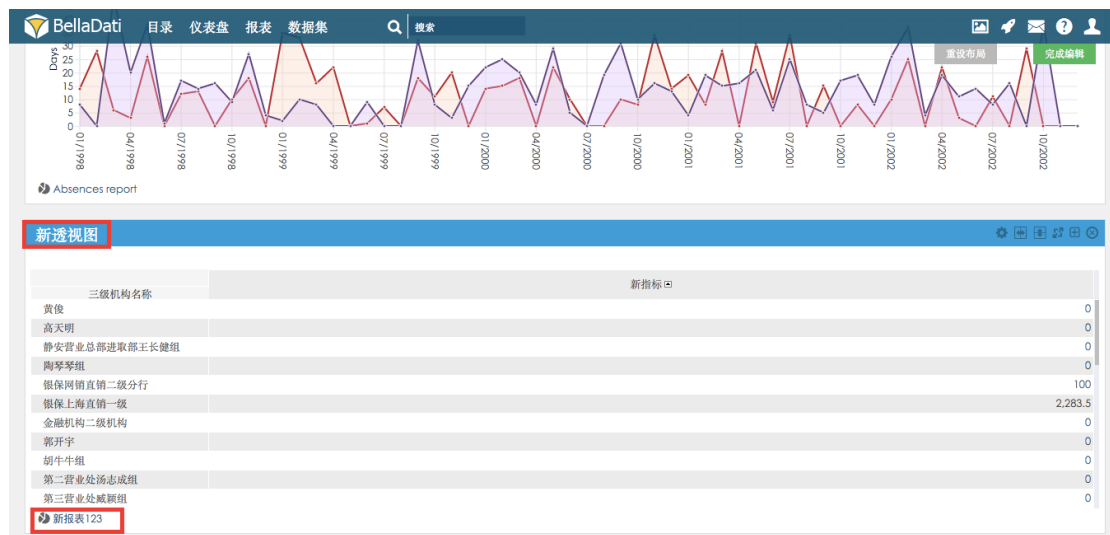 BellaDati 目录 仪表盘 报表 数据集 搜索
重设布局 完成编辑
Days
30
25
20
15
10
5
0
01/1998 04/1998 07/1998 10/1998 01/1999 04/1999 07/1999 10/1999 01/2000 04/2000 07/2000 10/2000 01/2001 04/2001 07/2001 10/2001 01/2002 04/2002 07/2002 10/2002
Absences report
新透视图
新指标
三级机构名称
黄俊 0
高天明 0
静安营业总部进取部王长健组 0
陶琴琴组 0
银保网销直销二级分行 100
银保上海直销一级 2,283.5
金融机构二级机构 0
郭开宇 0
胡牛牛组 0
第二营业处汤志成组 0
第三营业处臧颖组 0
新报表123